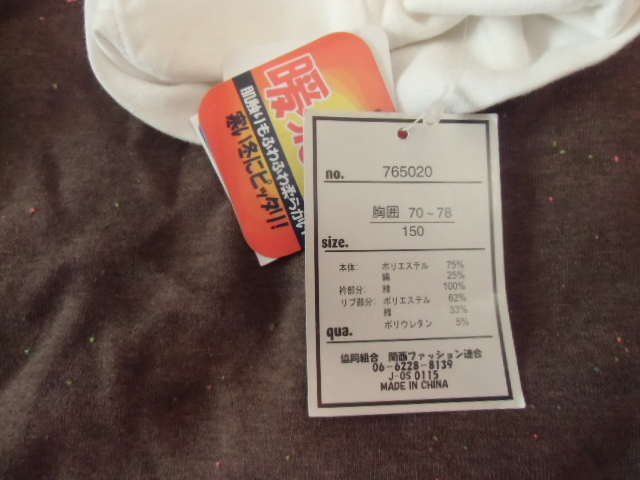 暖
肌触りもふわふわ柔らかい
寒い冬にピッタリ!
no. 765020
胸囲 70~78
size. 150
本体: ポリエステル 75%
綿 25%
衿部分: 綿 100%
リブ部分: ポリエステル 62%
綿 33%
ポリウレタン 5%
qua.
協同組合 関西ファッション連合
06-6228-8139
J-OS 0115
MADE IN CHINA